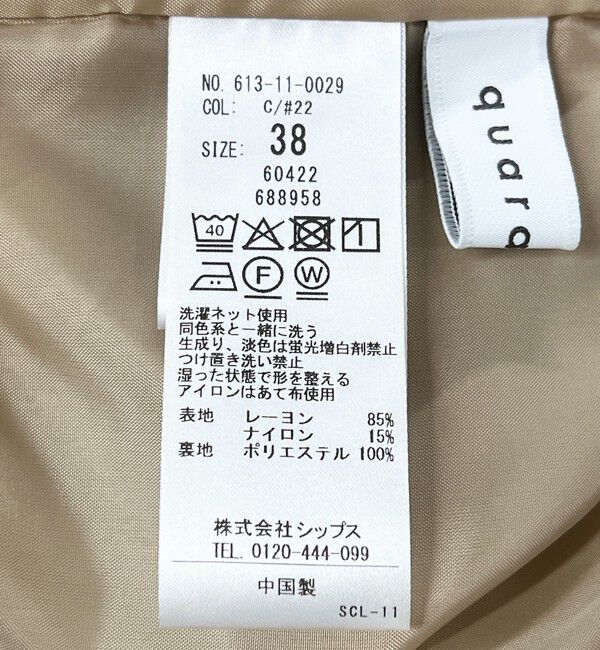 NO. 613-11-0029
COL: C/#22
SIZE: 38
60422
688958
40
F W
洗濯ネット使用
同色系と一緒に洗う
生成り、淡色は蛍光増白剤禁止
つけ置き洗い禁止
湿った状態で形を整える
アイロンはあて布使用
表地 レーヨン 85%
ナイロン 15%
裏地 ポリエステル 100%
株式会社シップス
TEL. 0120-444-099
中国製
SCL-11
quar